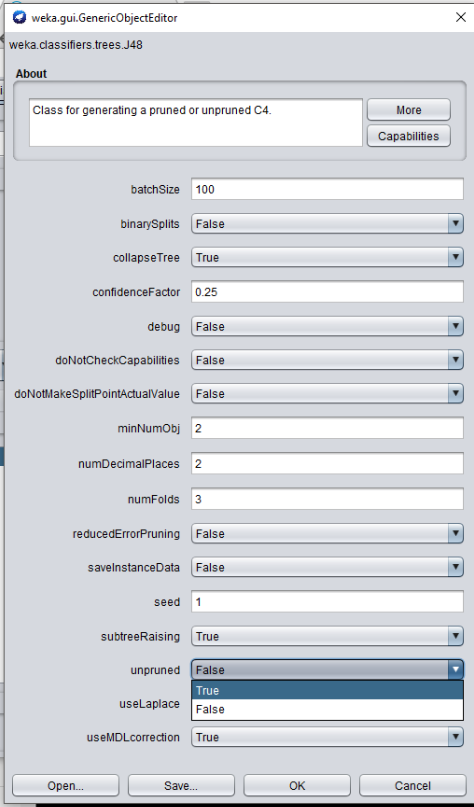 weka.gui.GenericObjectEditor
weka.classifiers.trees.J48
About
Class for generating a pruned or unpruned C4.
More
Capabilities
batchSize 100
binarySplits False
collapseTree True
confidenceFactor 0.25
debug False
doNotCheckCapabilities False
doNotMakeSplitPointActualValue False
minNumObj 2
numDecimalPlaces 2
numFolds 3
reducedErrorPruning False
saveInstanceData False
seed 1
subtreeRaising True
unpruned False
True
useLaplace False
useMDLcorrection True
Open... Save... OK Cancel